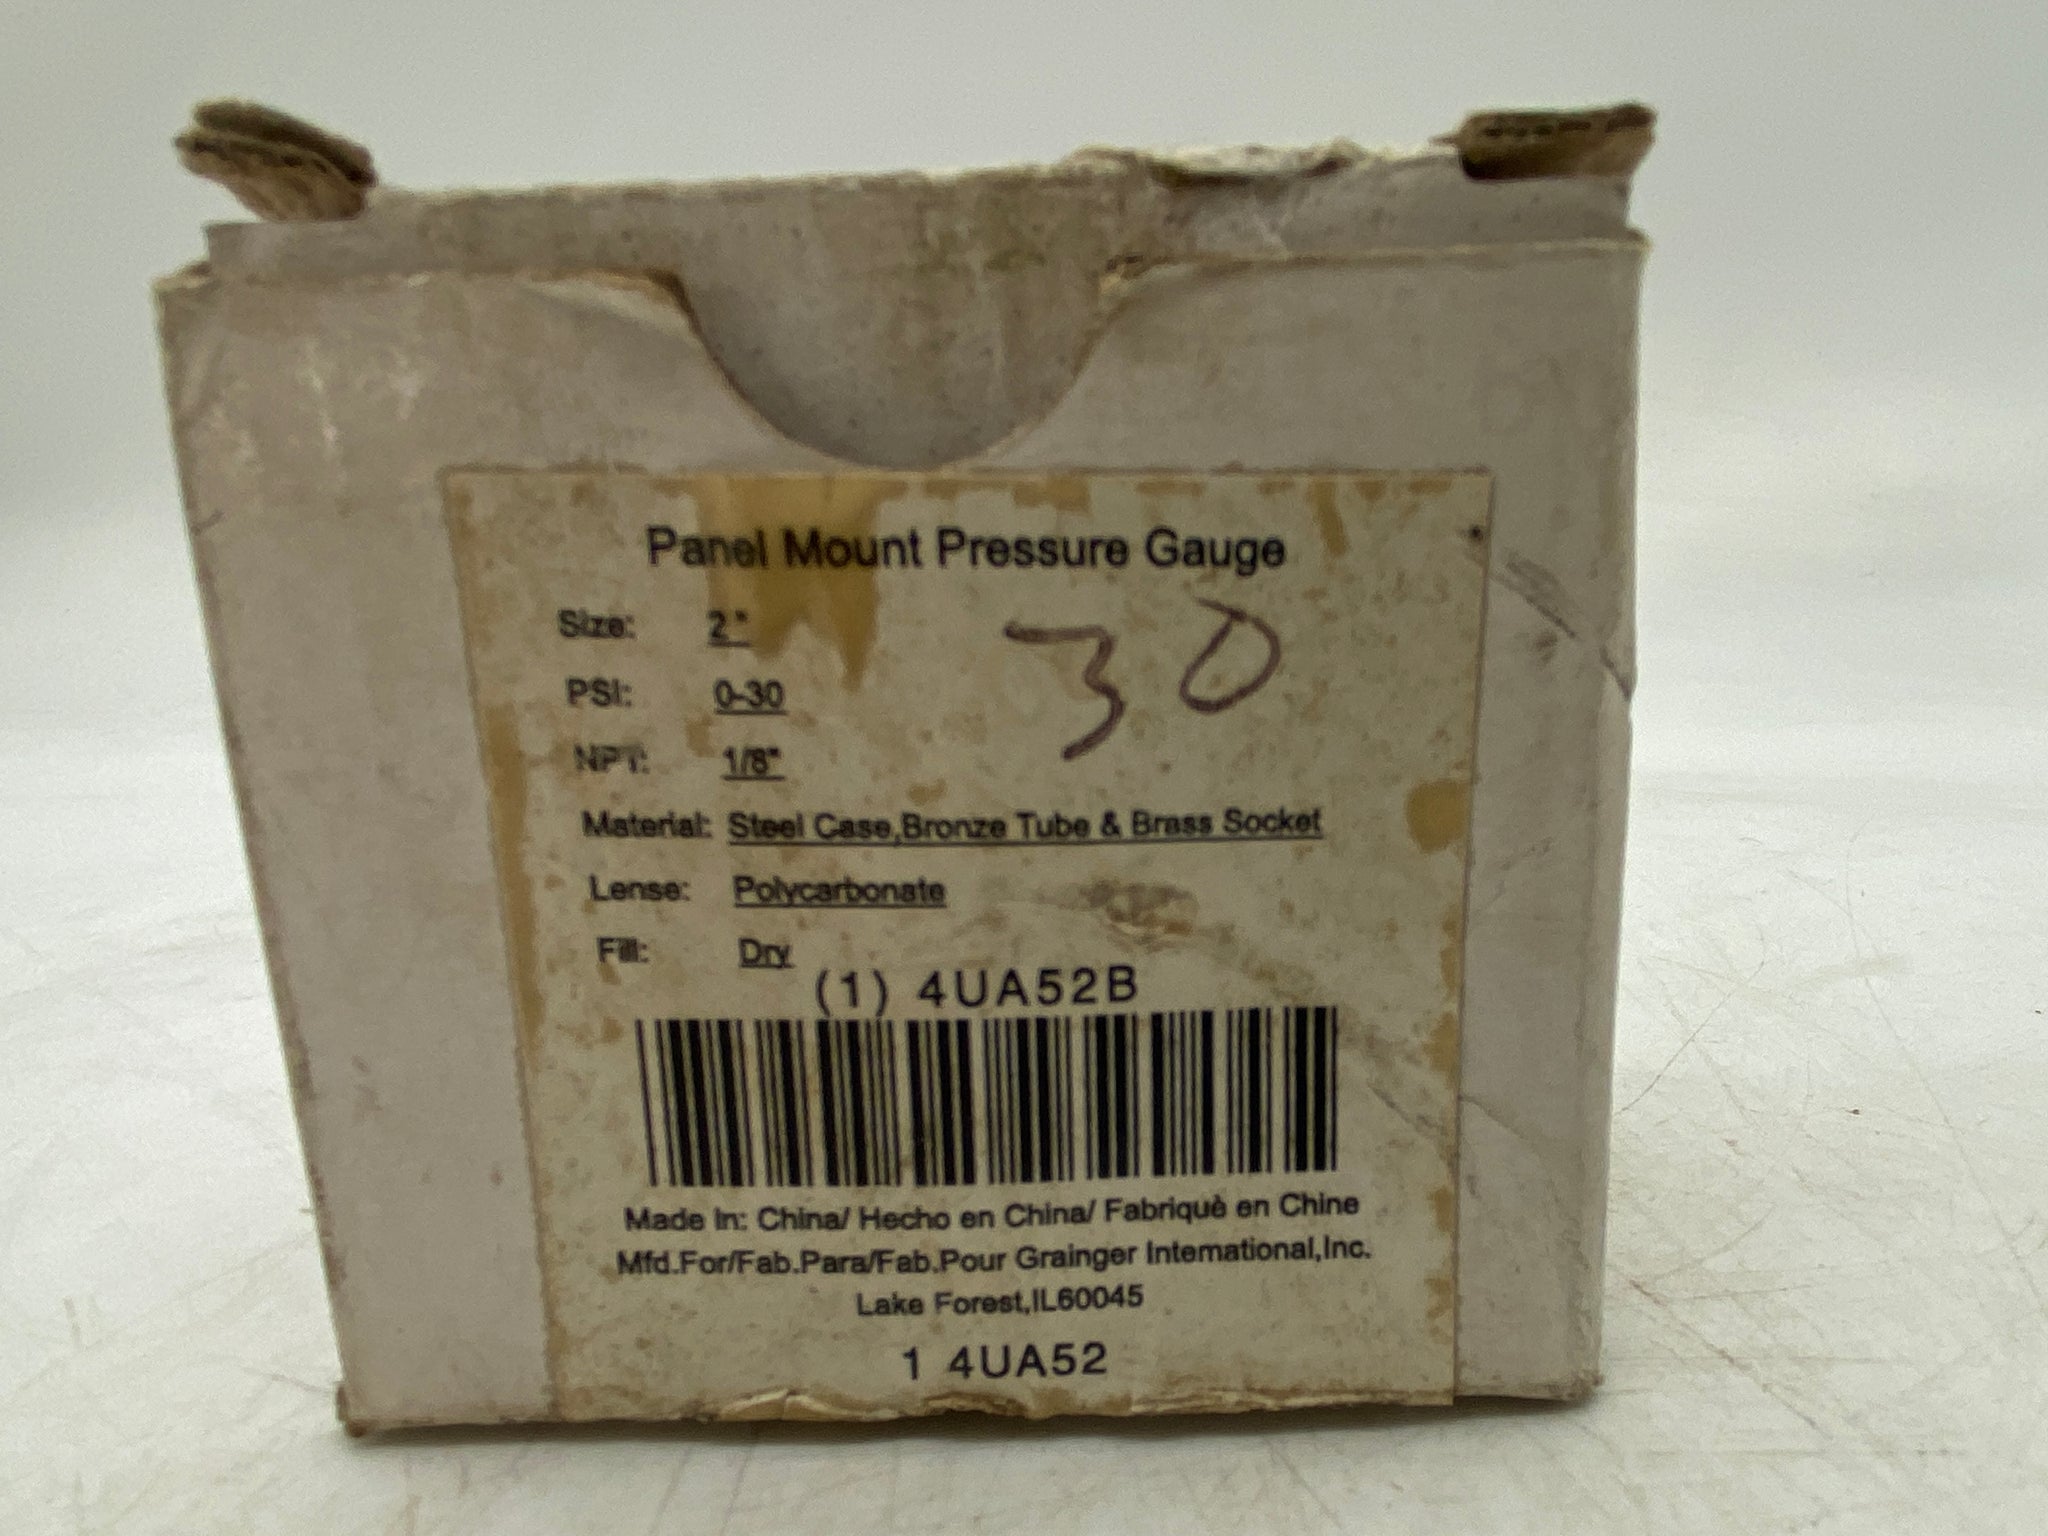 Panel Mount Pressure Gauge
Size: 2"
30
PSI: 0-30
NPT: 1/8"
Material: Steel Case,Bronze Tube & Brass Socket
Lense: Polycarbonate
Fill: Dry
(1) 4UA52B
Made In: China/ Hecho en China/ Fabriquè en Chine
Mfd.For/Fab.Para/Fab.Pour Grainger International,Inc.
Lake Forest,IL60045
1 4UA52